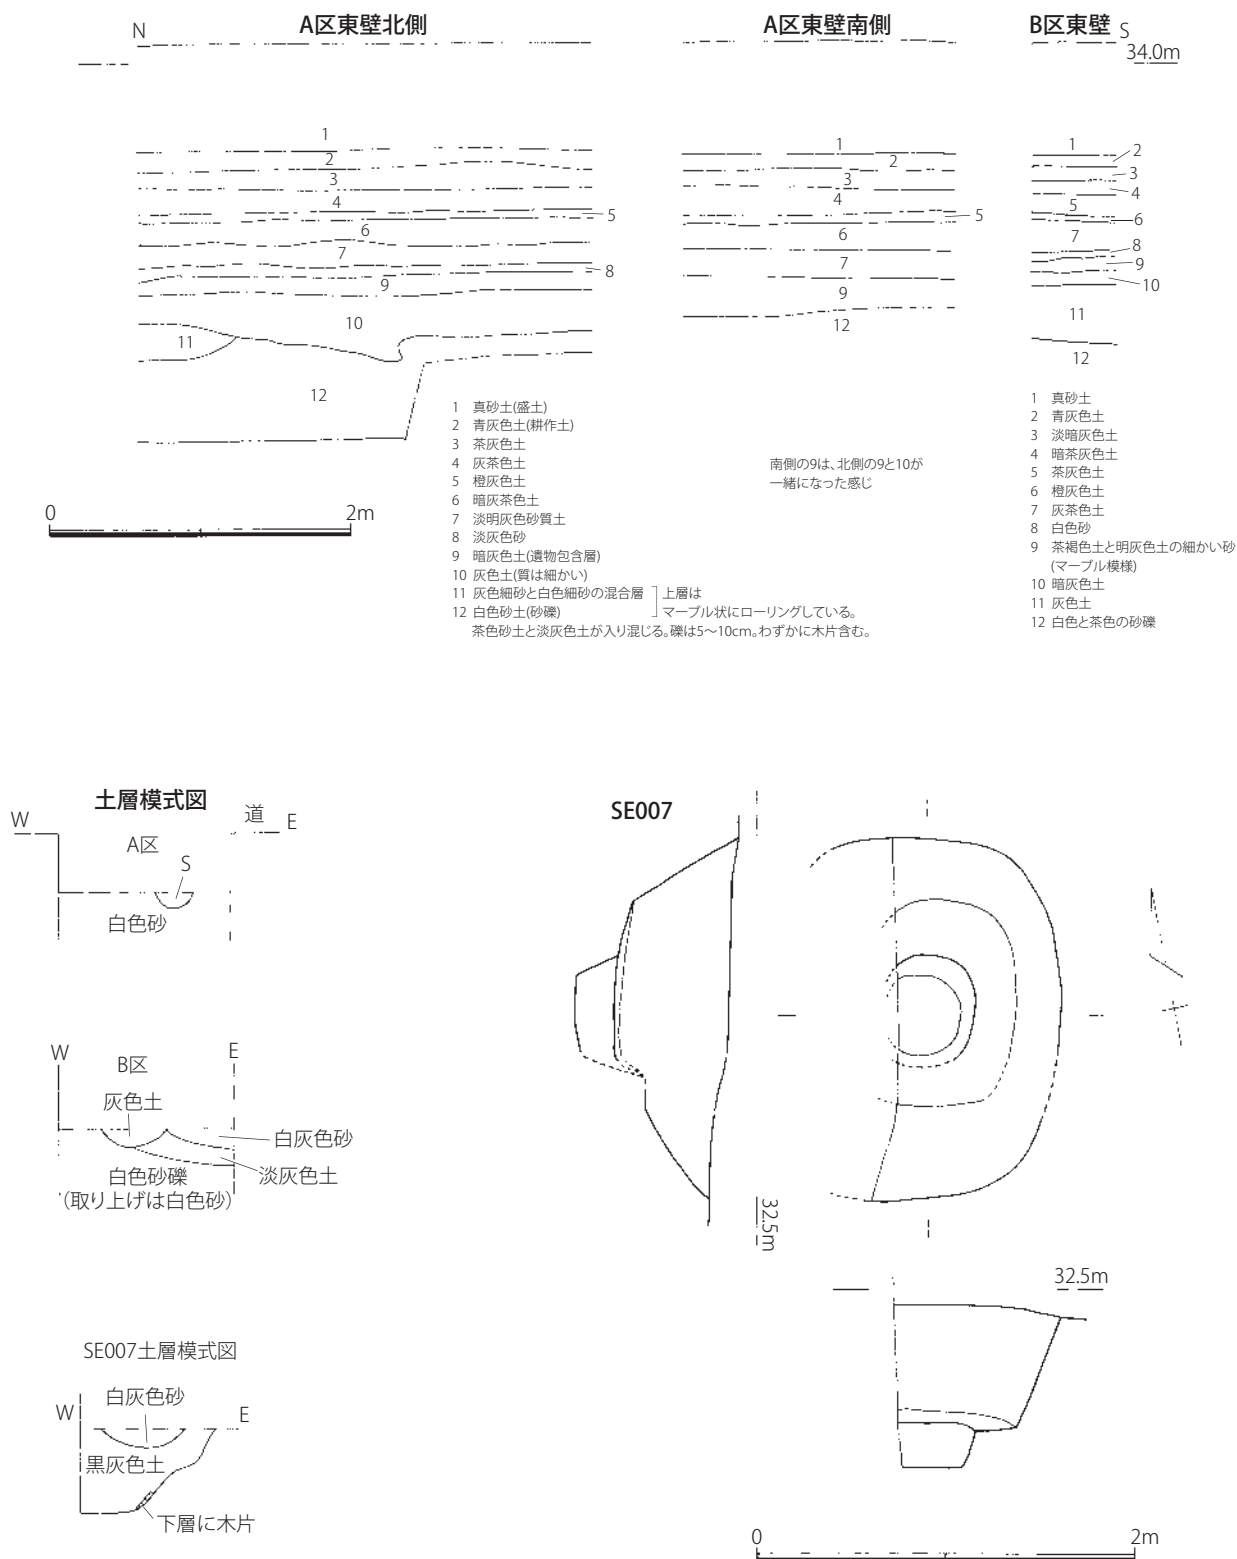 A区東壁北側
A区東壁南側
B区東壁
N
S
34.0m
1
2
3
4
5
6
7
8
9
10
11
12
1
2
3
4
5
6
7
9
12
1
2
3
4
5
6
7
8
9
10
11
12
1 真砂土(盛土)
2 青灰色土(耕作土)
3 茶灰色土
4 灰茶色土
5 橙灰色土
6 暗灰茶色土
7 淡明灰色砂質土
8 淡灰色砂
9 暗灰色土(遺物包含層)
10 灰色土(質は細かい)
11 灰色細砂と白色細砂の混合層 上層は
12 白色砂土(砂礫) マーブル状にローリングしている。
茶色砂土と淡灰色土が入り混じる。礫は5〜10cm。わずかに木片含む。
南側の9は、北側の9と10が
一緒になった感じ
1 真砂土
2 青灰色土
3 淡暗灰色土
4 暗茶灰色土
5 茶灰色土
6 橙灰色土
7 灰茶色土
8 白色砂
9 茶褐色土と明灰色土の細かい砂
(マーブル模様)
10 暗灰色土
11 灰色土
12 白色と茶色の砂礫
0 2m
土層模式図
W
道
E
A区
S
白色砂
W
E
B区
灰色土
白灰色砂
淡灰色土
白色砂礫
(取り上げは白色砂)
SE007土層模式図
W
E
白灰色砂
黒灰色土
下層に木片
SE007
32.5m
32.5m
0 2m